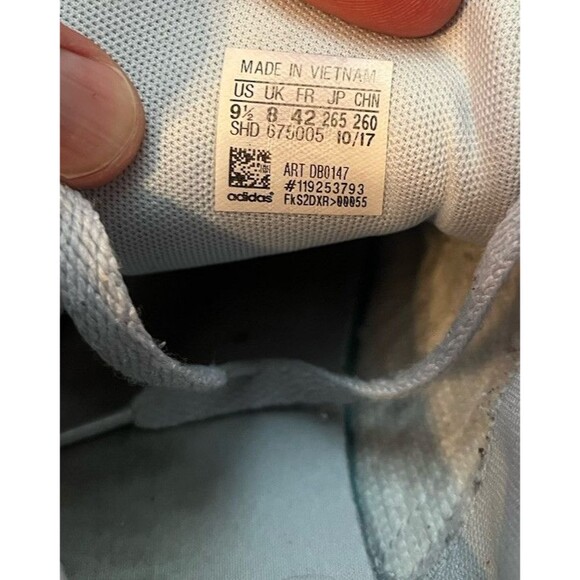 MADE IN VIETNAM
US UK FR JP CHN
9½ 8 42 265 260
SHD 675005 10/17
ART DB0147
#119253793
adidas® FkS2DXR>00055